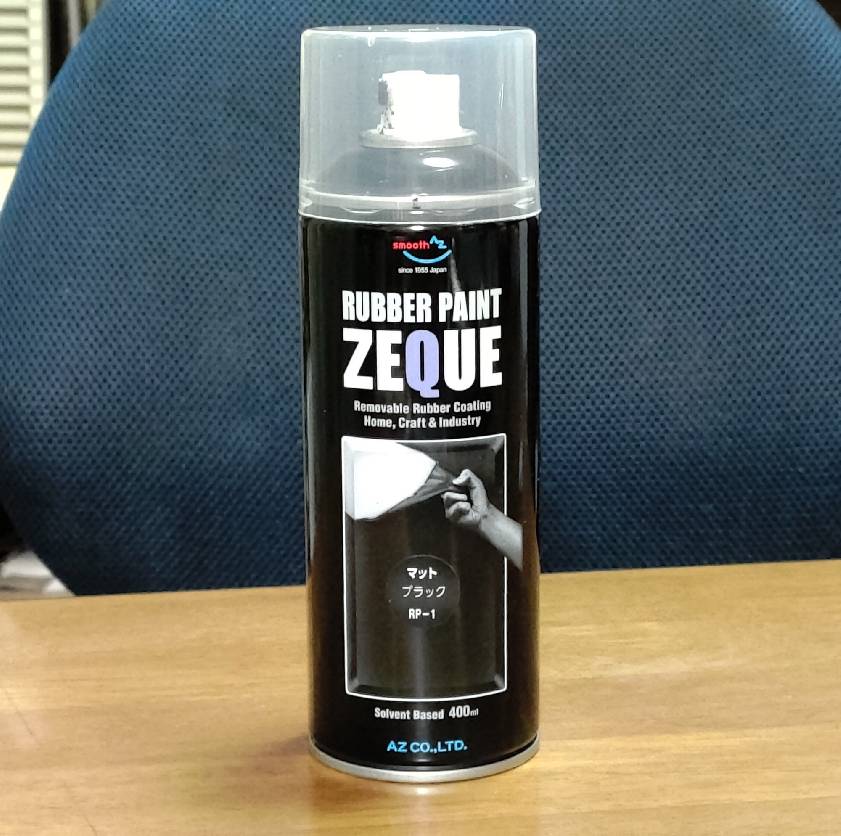 smooth AZ
since 1955 Japan
RUBBER PAINT
ZEQUE
Removable Rubber Coating
Home, Craft & Industry
マット
ブラック
RP-1
Solvent Based 400ml
AZ CO.,LTD.